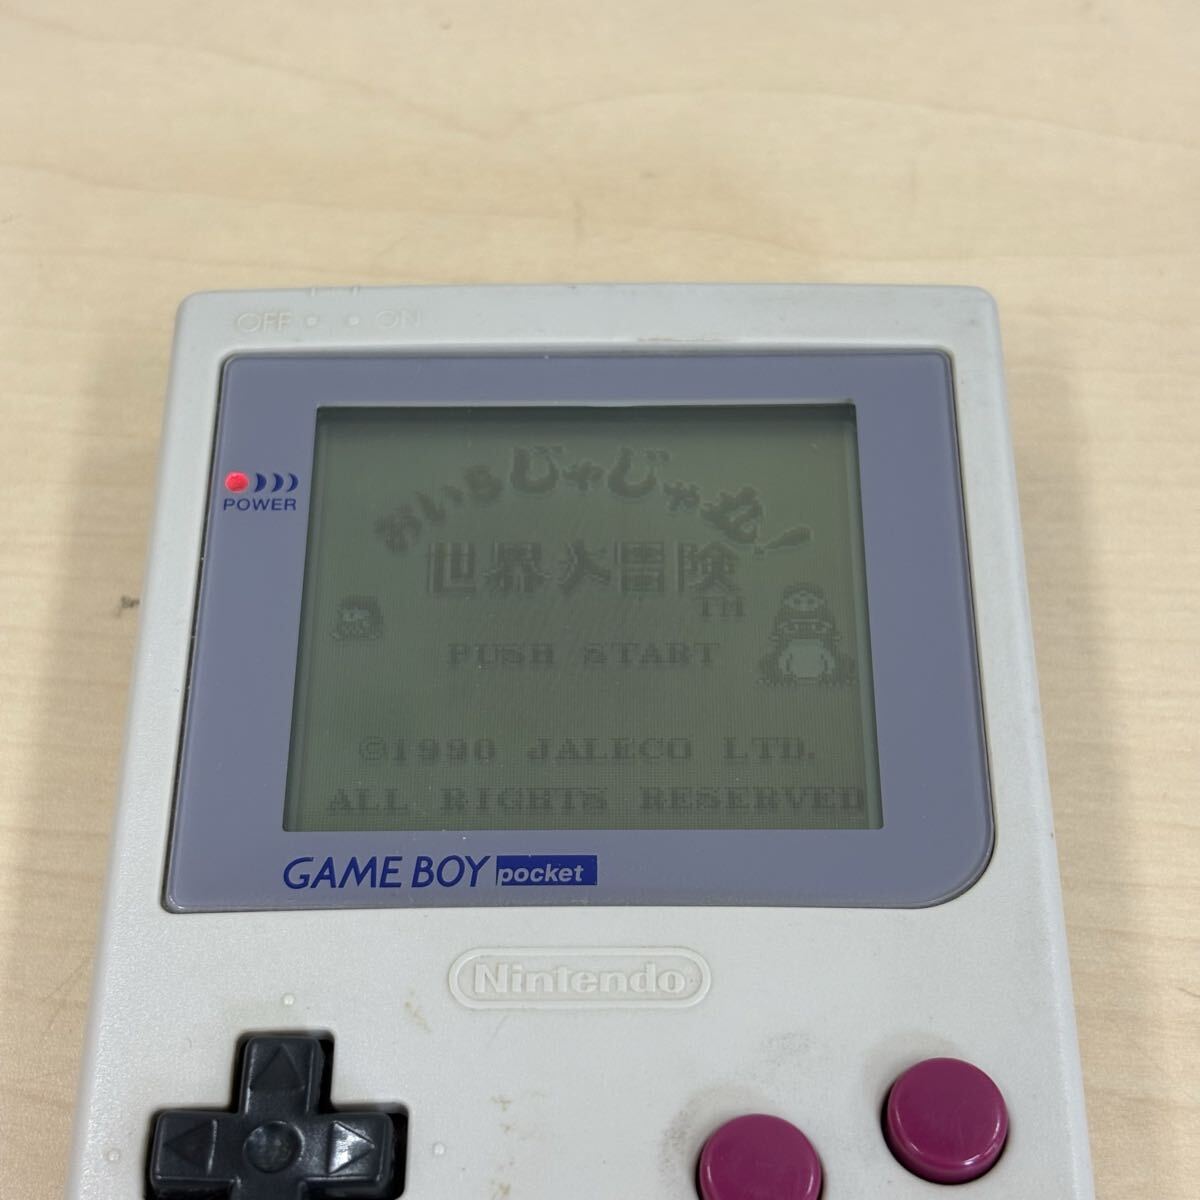 OFF ON
POWER
おいらじゃじゃ丸!
世界大冒険
TM
PUSH START
©1990 JALECO LTD.
ALL RIGHTS RESERVED
GAME BOY pocket
Nintendo